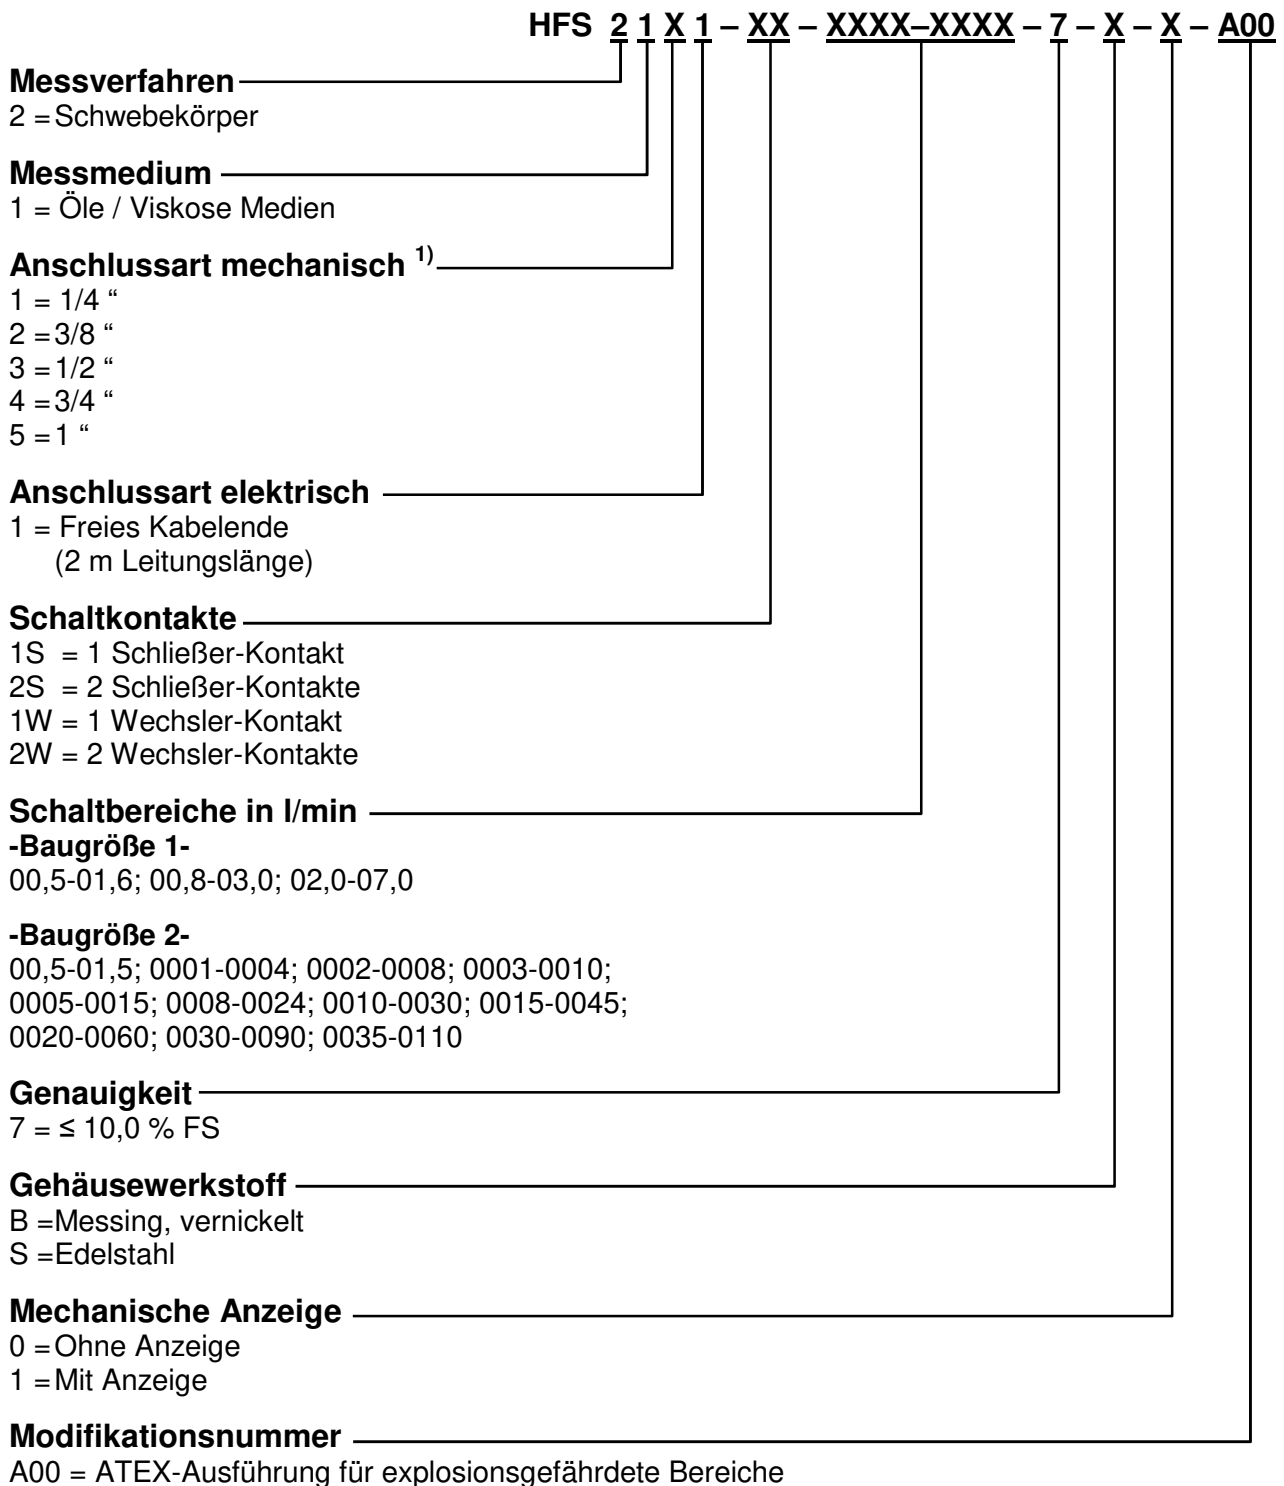 HFS 2 1 X 1 – XX – XXXX–XXXX – 7 – X – X – A00
Messverfahren
2 = Schwebekörper
Messmedium
1 = Öle / Viskose Medien
Anschlussart mechanisch 1)
1 = 1/4 “
2 = 3/8 “
3 = 1/2 “
4 = 3/4 “
5 = 1 “
Anschlussart elektrisch
1 = Freies Kabelende
(2 m Leitungslänge)
Schaltkontakte
1S = 1 Schließer-Kontakt
2S = 2 Schließer-Kontakte
1W = 1 Wechsler-Kontakt
2W = 2 Wechsler-Kontakte
Schaltbereiche in l/min
-Baugröße 1-
00,5-01,6; 00,8-03,0; 02,0-07,0
-Baugröße 2-
00,5-01,5; 0001-0004; 0002-0008; 0003-0010;
0005-0015; 0008-0024; 0010-0030; 0015-0045;
0020-0060; 0030-0090; 0035-0110
Genauigkeit
7 = ≤ 10,0 % FS
Gehäusewerkstoff
B = Messing, vernickelt
S = Edelstahl
Mechanische Anzeige
0 = Ohne Anzeige
1 = Mit Anzeige
Modifikationsnummer
A00 = ATEX-Ausführung für explosionsgefährdete Bereiche